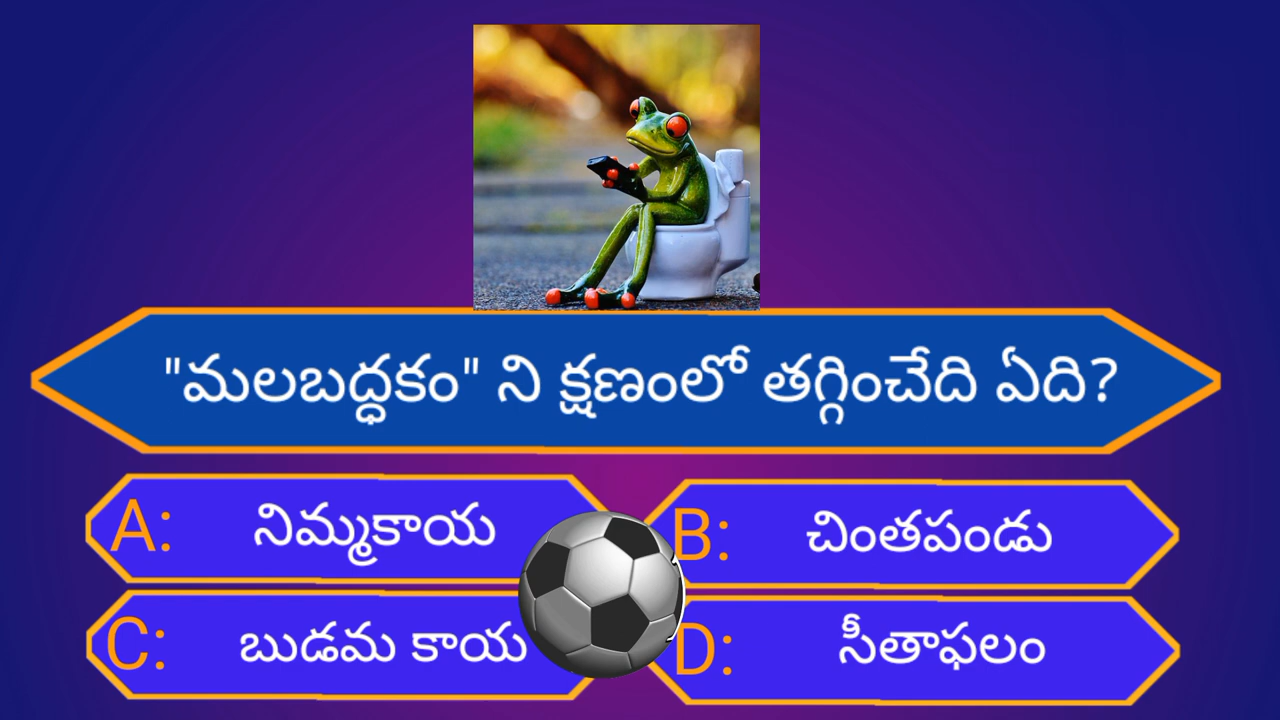 "మలబద్ధకం" ని క్షణంలో తగ్గించేది ఏది?
A: నిమ్మకాయ
B: చింతపండు
C: బుడమ కాయ
D: సీతాఫలం